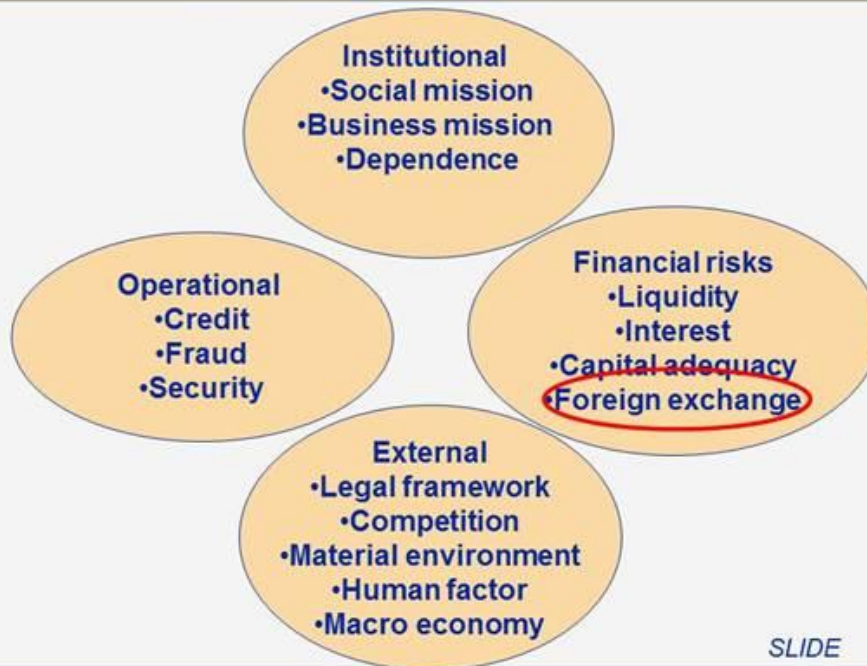 Institutional
•Social mission
•Business mission
•Dependence
Operational
•Credit
•Fraud
•Security
Financial risks
•Liquidity
•Interest
•Capital adequacy
•Foreign exchange
External
•Legal framework
•Competition
•Material environment
•Human factor
•Macro economy
SLIDE